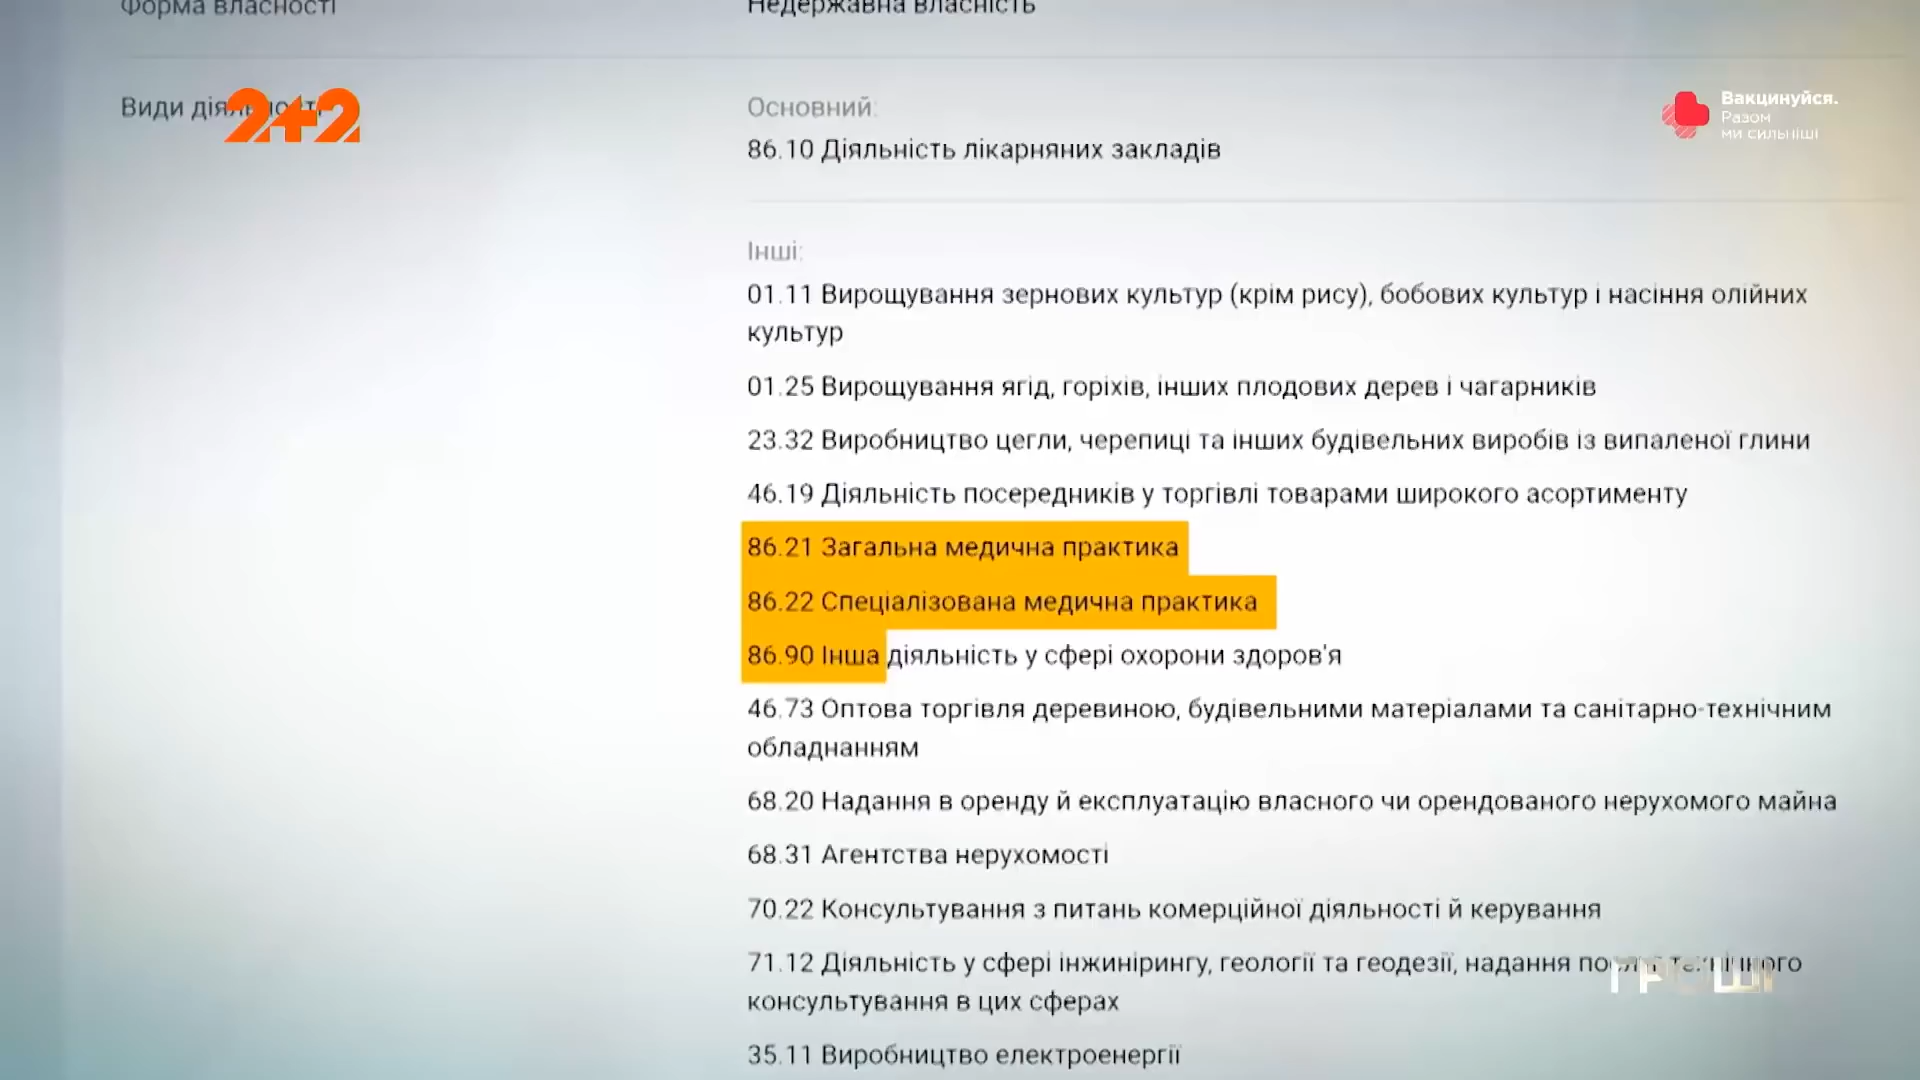 Форма власності
Недержавна власність
Види
2+2
Основний:
86.10 Діяльність лікарняних закладів
Вакцинуйся.
Разом
ми сильніші
Інші:
01.11 Вирощування зернових культур (крім рису), бобових культур і насіння олійних
культур
01.25 Вирощування ягід, горіхів, інших плодових дерев і чагарників
23.32 Виробництво цегли, черепиці та інших будівельних виробів із випаленої глини
46.19 Діяльність посередників у торгівлі товарами широкого асортименту
86.21 Загальна медична практика
86.22 Спеціалізована медична практика
86.90 Інша діяльність у сфері охорони здоров'я
46.73 Оптова торгівля деревиною, будівельними матеріалами та санітарно-технічним
обладнанням
68.20 Надання в оренду й експлуатацію власного чи орендованого нерухомого майна
68.31 Агентства нерухомості
70.22 Консультування з питань комерційної діяльності й керування
71.12 Діяльність у сфері інжинірингу, геології та геодезії, надання
ГРОШІ
консультування в цих сферах
35.11 Виробництво електроенергії